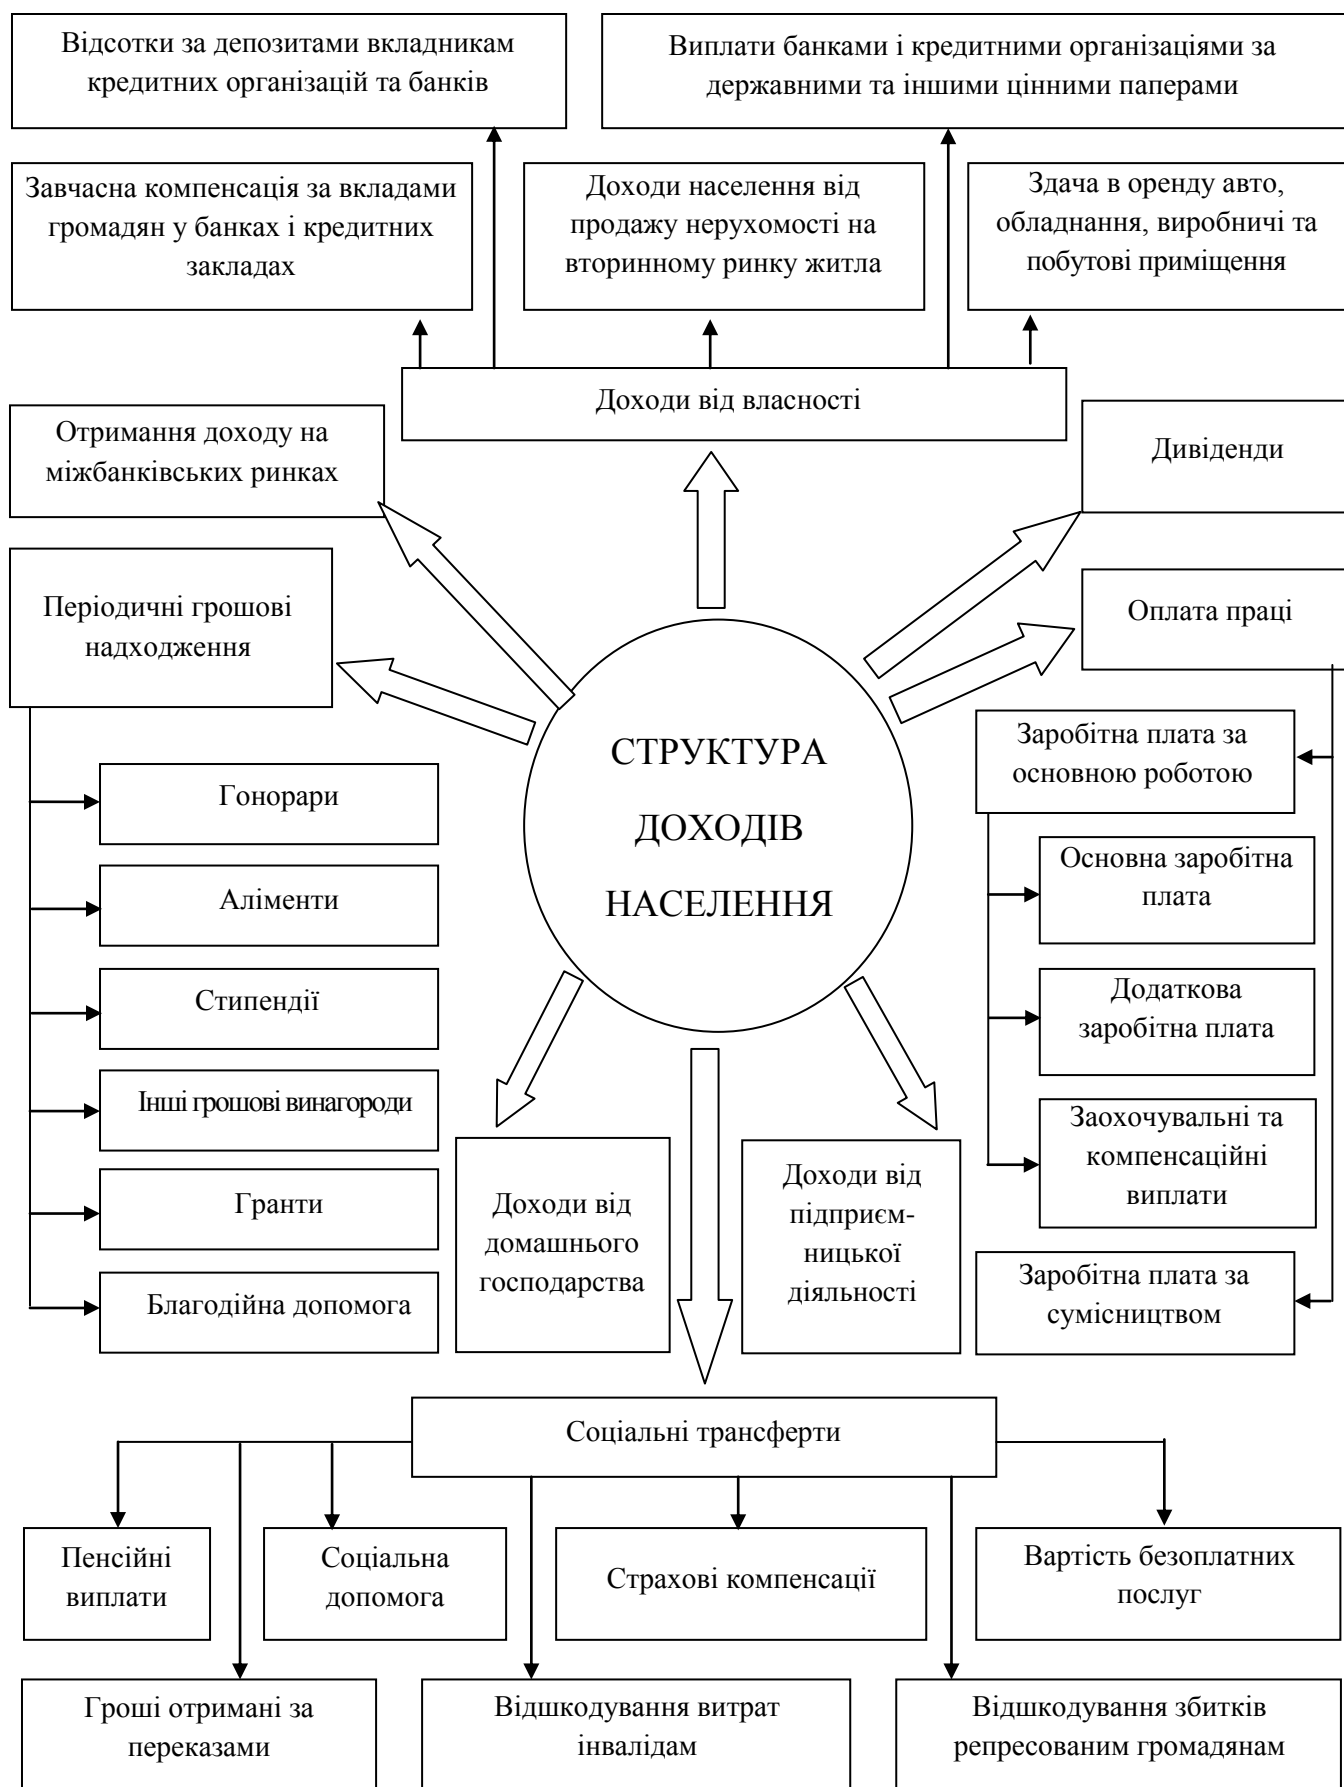 Відсотки за депозитами вкладникам
кредитних організацій та банків
Виплати банками і кредитними організаціями за
державними та іншими цінними паперами
Завчасна компенсація за вкладами
громадян у банках і кредитних
закладах
Доходи населення від
продажу нерухомості на
вторинному ринку житла
Здача в оренду авто,
обладнання, виробничі та
побутові приміщення
Доходи від власності
Отримання доходу на
міжбанківських ринках
Дивіденди
Періодичні грошові
надходження
Оплата праці
СТРУКТУРА
ДОХОДІВ
НАСЕЛЕННЯ
Гонорари
Аліменти
Стипендії
Інші грошові винагороди
Гранти
Благодійна допомога
Заробітна плата за
основною роботою
Основна заробітна
плата
Додаткова
заробітна плата
Заохочувальні та
компенсаційні
виплати
Заробітна плата за
сумісництвом
Доходи від
домашнього
господарства
Доходи від
підприєм-
ницької
діяльності
Соціальні трансферти
Пенсійні
виплати
Соціальна
допомога
Страхові компенсації
Вартість безоплатних
послуг
Гроші отримані за
переказами
Відшкодування витрат
інвалідам
Відшкодування збитків
репресованим громадянам